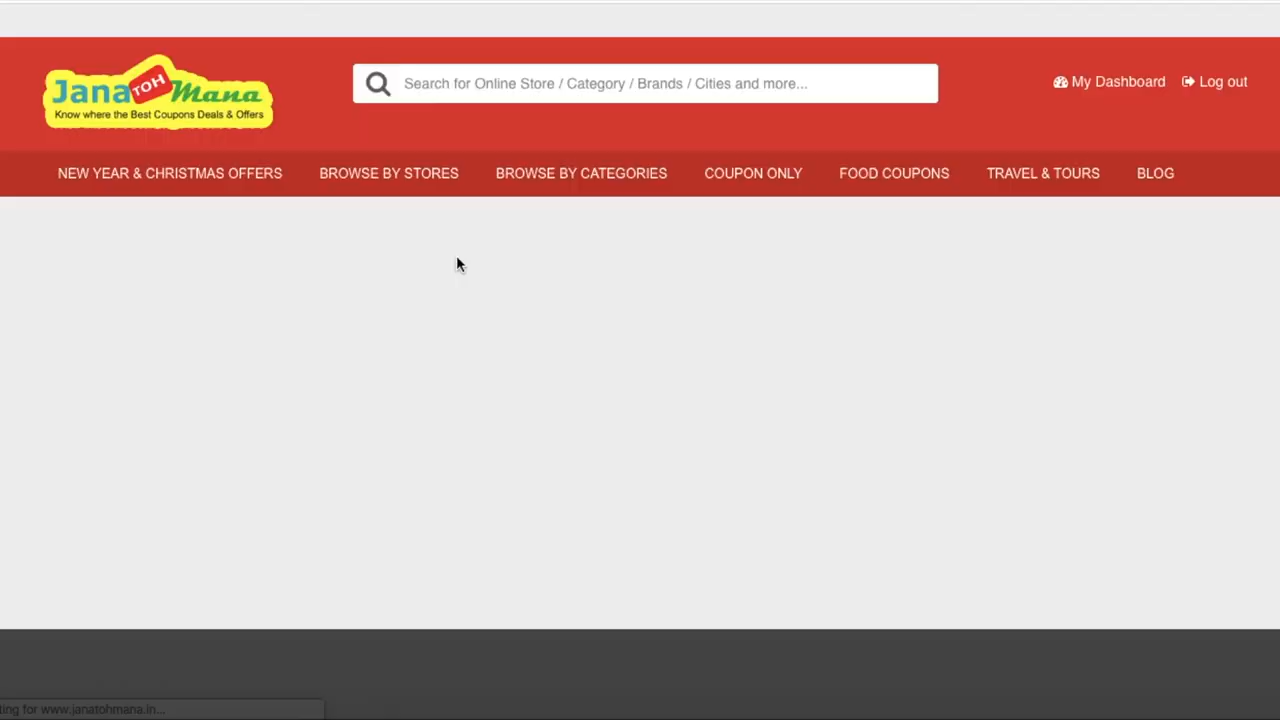 Jana TOH Mana
Know where the Best Coupons Deals & Offers
Search for Online Store / Category / Brands / Cities and more...
My Dashboard
Log out
NEW YEAR & CHRISTMAS OFFERS
BROWSE BY STORES
BROWSE BY CATEGORIES
COUPON ONLY
FOOD COUPONS
TRAVEL & TOURS
BLOG
ting for www.janatohmana.in...